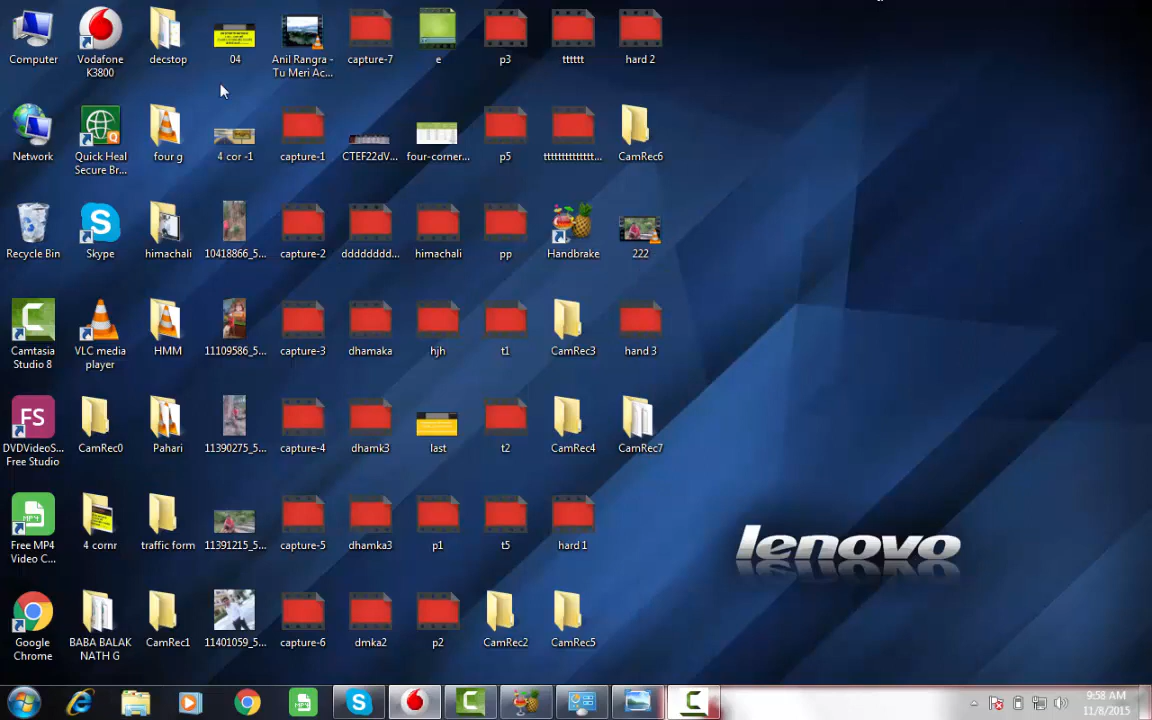 Computer
Vodafone
K3800
decstop
04
Anil Rangra -
Tu Meri Ac...
capture-7
e
p3
tttttt
hard 2
Network
Quick Heal
Secure Br...
four g
4 cor -1
capture-1
CTEF22dV...
four-corner...
p5
tttttttttttttt...
CamRec6
Recycle Bin
Skype
himachali
10418866_5...
capture-2
dddddddd...
himachali
pp
Handbrake
222
Camtasia
Studio 8
VLC media
player
HMM
11109586_5...
capture-3
dhamaka
hjh
t1
CamRec3
hand 3
FS
DVDVideoS...
Free Studio
CamRec0
Pahari
11390275_5...
capture-4
dhamk3
last
t2
CamRec4
CamRec7
MP4
Free MP4
Video C...
4 cornr
traffic form
11391215_5...
capture-5
dhamka3
p1
t5
hard 1
lenovo
Google
Chrome
BABA BALAK
NATH G
CamRec1
11401059_5...
capture-6
dmka2
p2
CamRec2
CamRec5
9:58 AM
11/8/2015